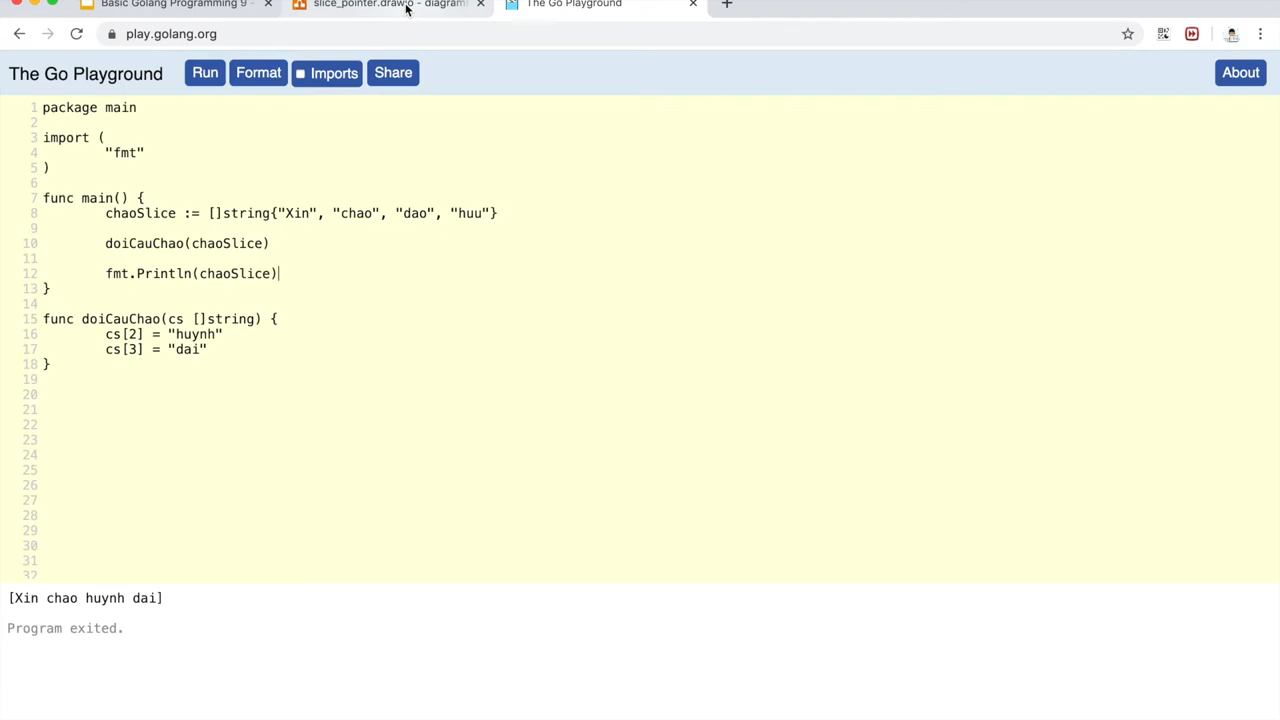 Basic Golang Programming 9 -
slice_pointer.drawio - diagram
The Go Playground
play.golang.org
The Go Playground
Run
Format
Imports
Share
About
1 package main
2
3 import (
4 "fmt"
5 )
6
7 func main() {
8 chaoSlice := []string{"Xin", "chao", "dao", "huu"}
9
10 doiCauChao(chaoSlice)
11
12 fmt.Println(chaoSlice)
13 }
14
15 func doiCauChao(cs []string) {
16 cs[2] = "huynh"
17 cs[3] = "dai"
18 }
19
20
21
22
23
24
25
26
27
28
29
30
31
32
[Xin chao huynh dai]
Program exited.